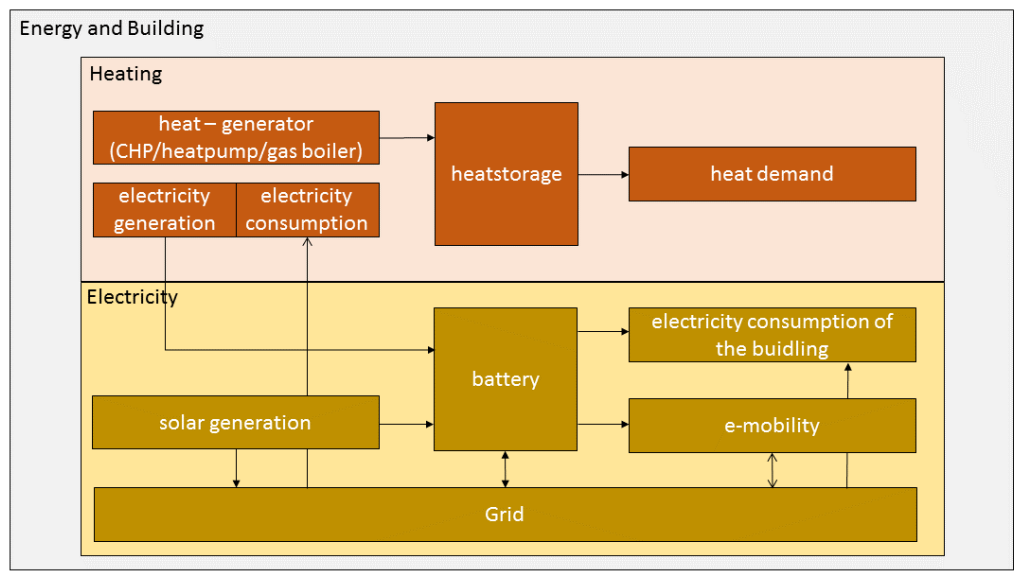 Energy and Building
Heating
heat – generator
(CHP/heatpump/gas boiler)
heatstorage
heat demand
electricity
generation
electricity
consumption
Electricity
electricity consumption of
the buidling
battery
solar generation
e-mobility
Grid